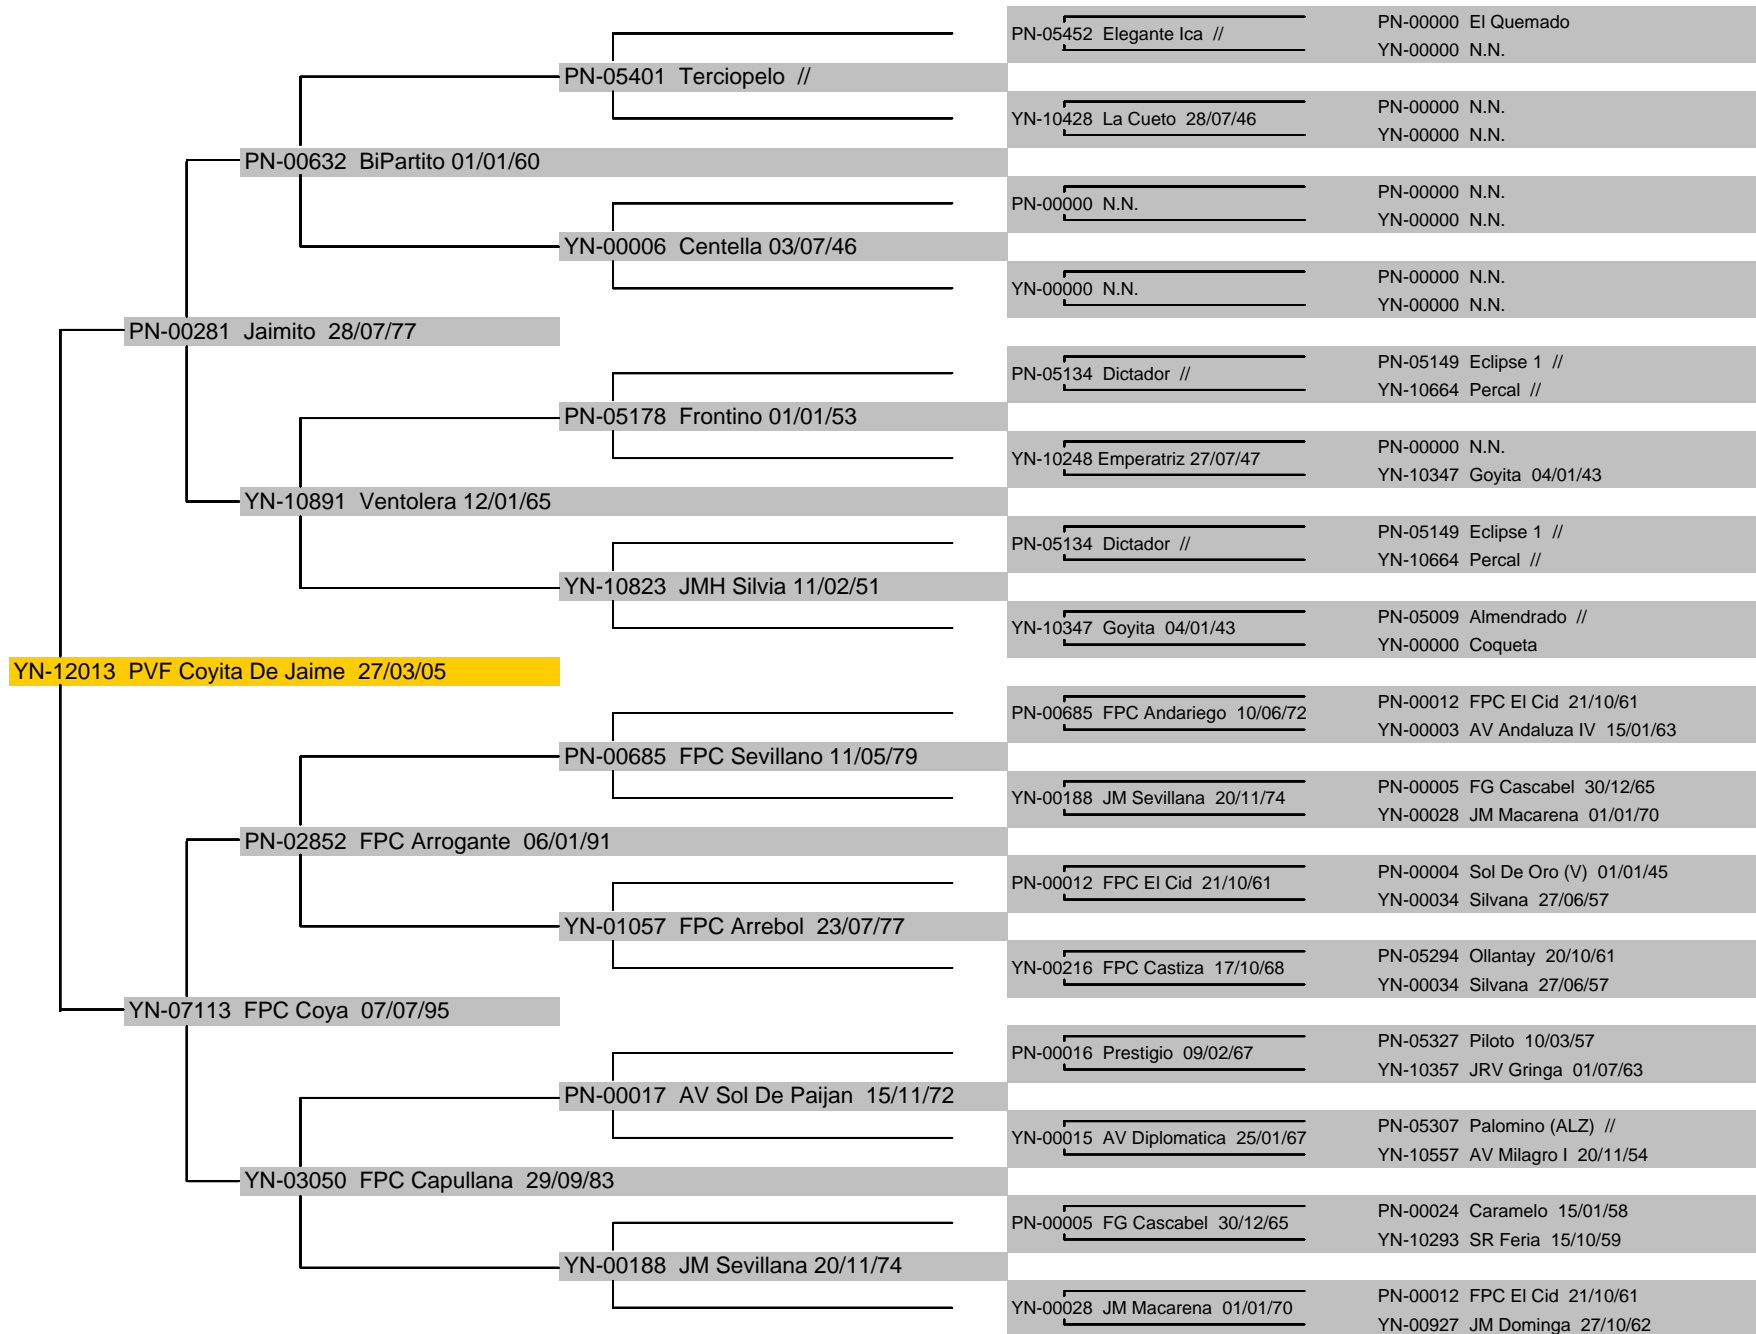 PN-05452 Elegante Ica //
PN-00000 El Quemado
YN-00000 N.N.
PN-05401 Terciopelo //
YN-10428 La Cueto 28/07/46
PN-00000 N.N.
YN-00000 N.N.
PN-00632 BiPartito 01/01/60
PN-00000 N.N.
PN-00000 N.N.
YN-00000 N.N.
YN-00006 Centella 03/07/46
YN-00000 N.N.
PN-00000 N.N.
YN-00000 N.N.
PN-00281 Jaimito 28/07/77
PN-05134 Dictador //
PN-05149 Eclipse 1 //
YN-10664 Percal //
PN-05178 Frontino 01/01/53
YN-10248 Emperatriz 27/07/47
PN-00000 N.N.
YN-10347 Goyita 04/01/43
YN-10891 Ventolera 12/01/65
PN-05134 Dictador //
PN-05149 Eclipse 1 //
YN-10664 Percal //
YN-10823 JMH Silvia 11/02/51
YN-10347 Goyita 04/01/43
PN-05009 Almendrado //
YN-00000 Coqueta
YN-12013 PVF Coyita De Jaime 27/03/05
PN-00685 FPC Andariego 10/06/72
PN-00012 FPC El Cid 21/10/61
YN-00003 AV Andaluza IV 15/01/63
PN-00685 FPC Sevillano 11/05/79
YN-00188 JM Sevillana 20/11/74
PN-00005 FG Cascabel 30/12/65
YN-00028 JM Macarena 01/01/70
PN-02852 FPC Arrogante 06/01/91
PN-00012 FPC El Cid 21/10/61
PN-00004 Sol De Oro (V) 01/01/45
YN-00034 Silvana 27/06/57
YN-01057 FPC Arrebol 23/07/77
YN-00216 FPC Castiza 17/10/68
PN-05294 Ollantay 20/10/61
YN-00034 Silvana 27/06/57
YN-07113 FPC Coya 07/07/95
PN-00016 Prestigio 09/02/67
PN-05327 Piloto 10/03/57
YN-10357 JRV Gringa 01/07/63
PN-00017 AV Sol De Paijan 15/11/72
YN-00015 AV Diplomatica 25/01/67
PN-05307 Palomino (ALZ) //
YN-10557 AV Milagro I 20/11/54
YN-03050 FPC Capullana 29/09/83
PN-00005 FG Cascabel 30/12/65
PN-00024 Caramelo 15/01/58
YN-10293 SR Feria 15/10/59
YN-00188 JM Sevillana 20/11/74
YN-00028 JM Macarena 01/01/70
PN-00012 FPC El Cid 21/10/61
YN-00927 JM Dominga 27/10/62